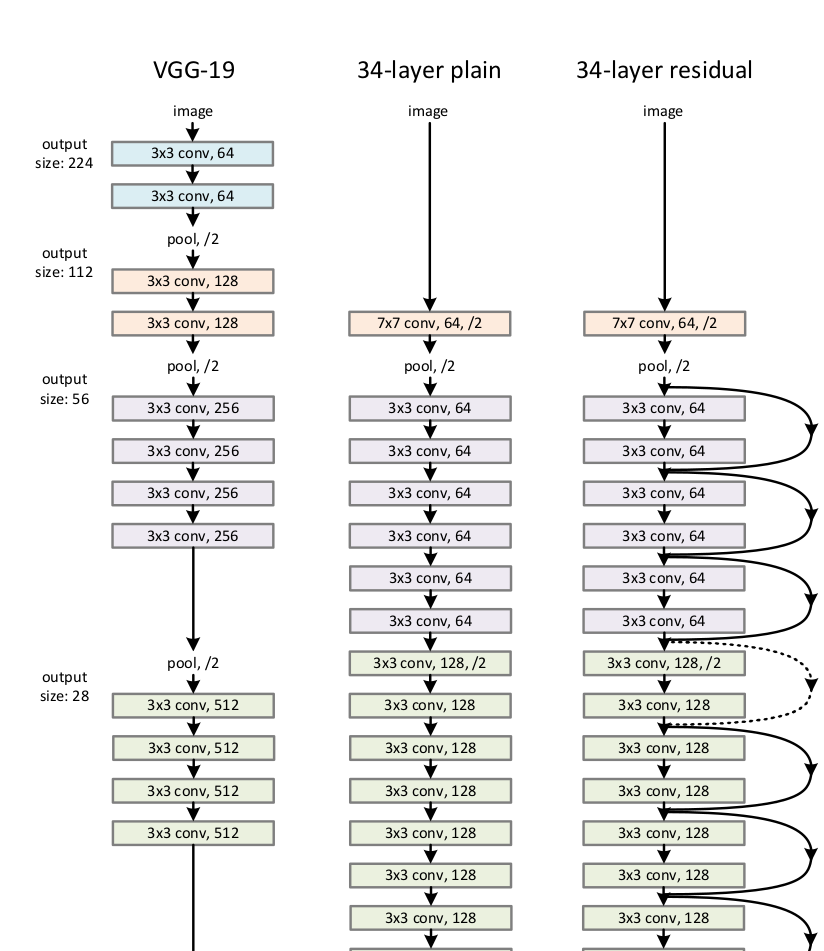 VGG-19
image
output
size: 224
3x3 conv, 64
3x3 conv, 64
pool, /2
output
size: 112
3x3 conv, 128
3x3 conv, 128
pool, /2
output
size: 56
3x3 conv, 256
3x3 conv, 256
3x3 conv, 256
3x3 conv, 256
pool, /2
output
size: 28
3x3 conv, 512
3x3 conv, 512
3x3 conv, 512
3x3 conv, 512
34-layer plain
image
7x7 conv, 64, /2
pool, /2
3x3 conv, 64
3x3 conv, 64
3x3 conv, 64
3x3 conv, 64
3x3 conv, 64
3x3 conv, 64
3x3 conv, 128, /2
3x3 conv, 128
3x3 conv, 128
3x3 conv, 128
3x3 conv, 128
3x3 conv, 128
3x3 conv, 128
34-layer residual
image
7x7 conv, 64, /2
pool, /2
3x3 conv, 64
3x3 conv, 64
3x3 conv, 64
3x3 conv, 64
3x3 conv, 64
3x3 conv, 64
3x3 conv, 128, /2
3x3 conv, 128
3x3 conv, 128
3x3 conv, 128
3x3 conv, 128
3x3 conv, 128
3x3 conv, 128